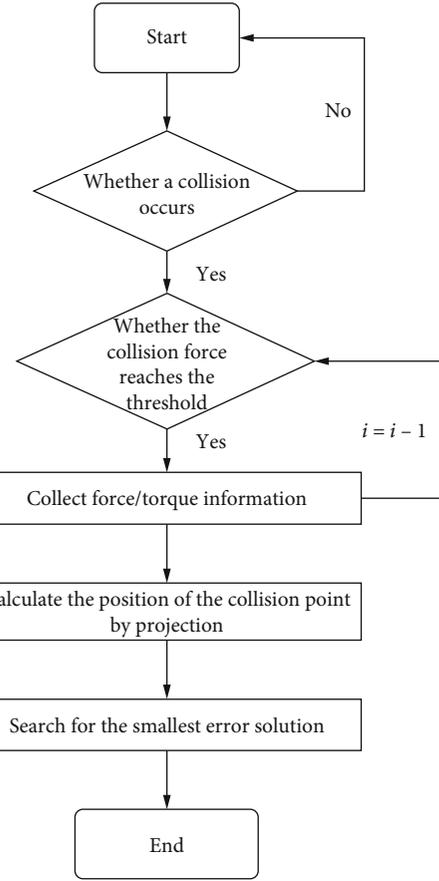 Start
No
Whether a collision
occurs
Yes
Whether the
collision force
reaches the
threshold
i = i – 1
Yes
Collect force/torque information
alculate the position of the collision point
by projection
Search for the smallest error solution
End